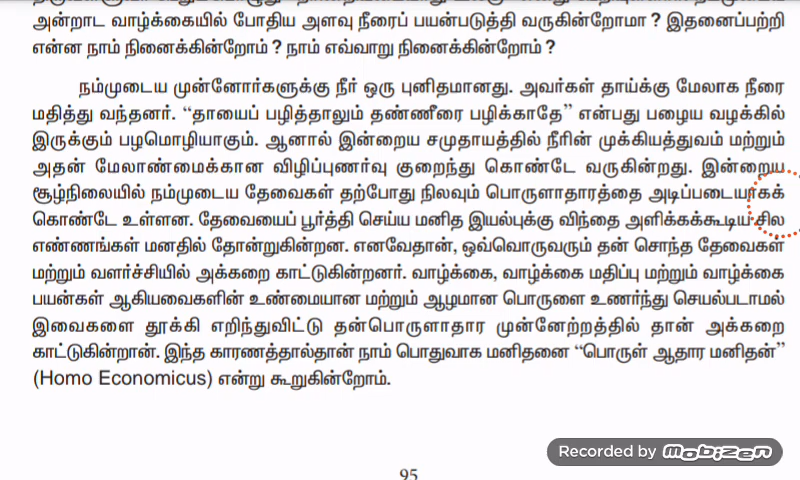 அன்றாட வாழ்க்கையில் போதிய அளவு நீரைப் பயன்படுத்தி வருகின்றோமா ? இதனைப்பற்றி
என்ன நாம் நினைக்கின்றோம் ? நாம் எவ்வாறு நினைக்கின்றோம் ?
நம்முடைய முன்னோர்களுக்கு நீர் ஒரு புனிதமானது. அவர்கள் தாய்க்கு மேலாக நீரை
மதித்து வந்தனர். “தாயைப் பழித்தாலும் தண்ணீரை பழிக்காதே” என்பது பழைய வழக்கில்
இருக்கும் பழமொழியாகும். ஆனால் இன்றைய சமுதாயத்தில் நீரின் முக்கியத்துவம் மற்றும்
அதன் மேலாண்மைக்கான விழிப்புணர்வு குறைந்து கொண்டே வருகின்றது. இன்றைய
சூழ்நிலையில் நம்முடைய தேவைகள் தற்போது நிலவும் பொருளாதாரத்தை அடிப்படையாகக்
கொண்டே உள்ளன. தேவையைப் பூர்த்தி செய்ய மனித இயல்புக்கு விந்தை அளிக்கக்கூடிய சில
எண்ணங்கள் மனதில் தோன்றுகின்றன. எனவேதான், ஒவ்வொருவரும் தன் சொந்த தேவைகள்
மற்றும் வளர்ச்சியில் அக்கறை காட்டுகின்றனர். வாழ்க்கை, வாழ்க்கை மதிப்பு மற்றும் வாழ்க்கை
பயன்கள் ஆகியவைகளின் உண்மையான மற்றும் ஆழமான பொருளை உணர்ந்து செயல்படாமல்
இவைகளை தூக்கி எறிந்துவிட்டு தன்பொருளாதார முன்னேற்றத்தில் தான் அக்கறை
காட்டுகின்றான். இந்த காரணத்தால்தான் நாம் பொதுவாக மனிதனை “பொருள் ஆதார மனிதன்”
(Homo Economicus) என்று கூறுகின்றோம்.
Recorded by mobizen
95